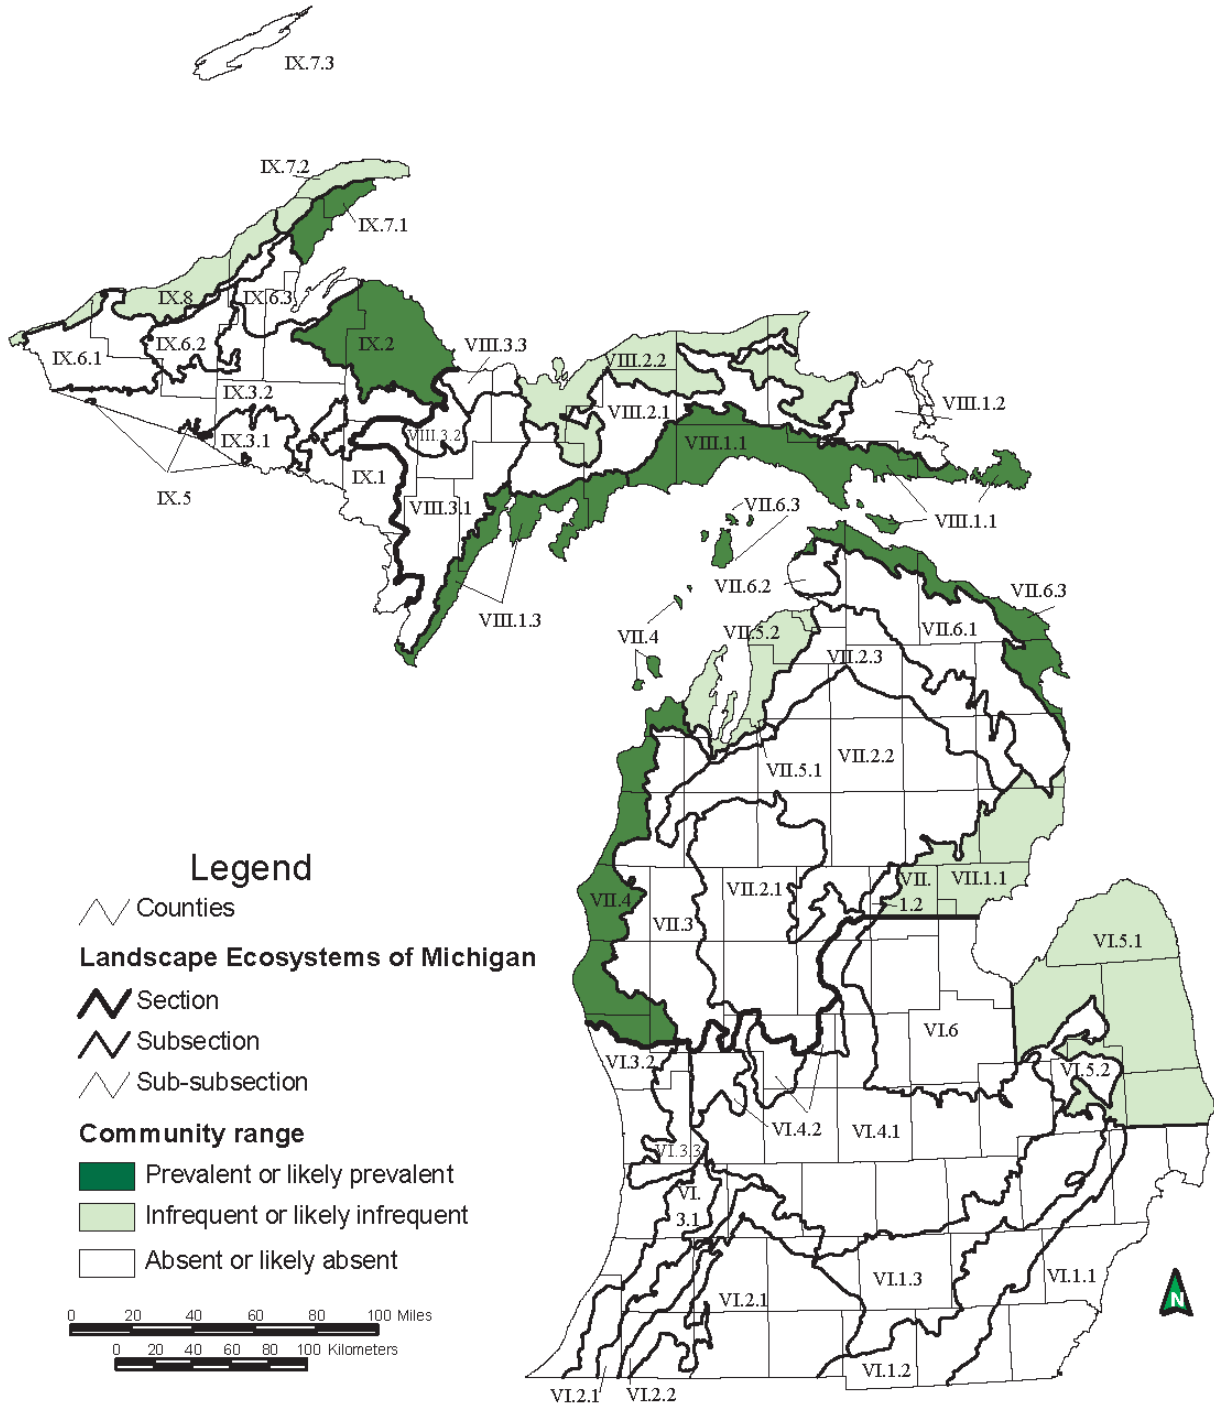 IX.7.3
IX.7.2
IX.7.1
IX.8
IX.6.3
IX.6.1
IX.6.2
IX.2
VIII.3.3
VIII.2.2
IX.3.2
VIII.2.1
VIII.1.2
IX.3.1
VIII.3.2
VIII.1.1
IX.1
IX.5
VIII.3.1
VII.6.3
VIII.1.1
VII.6.2
VII.6.3
VIII.1.3
VII.4
VII.5.2
VII.6.1
VII.2.3
VII.5.1
VII.2.2
VII.4
VII.3
VII.2.1
VII.
1.2
VII.1.1
VI.5.1
VI.6
VI.3.2
VI.5.2
VI.4.2
VI.4.1
VI.3.3
VI.
3.1
VI.2.1
VI.1.3
VI.1.1
VI.1.2
VI.2.1
VI.2.2
Legend
Counties
Landscape Ecosystems of Michigan
Section
Subsection
Sub-subsection
Community range
Prevalent or likely prevalent
Infrequent or likely infrequent
Absent or likely absent
0 20 40 60 80 100 Miles
0 20 40 60 80 100 Kilometers
N